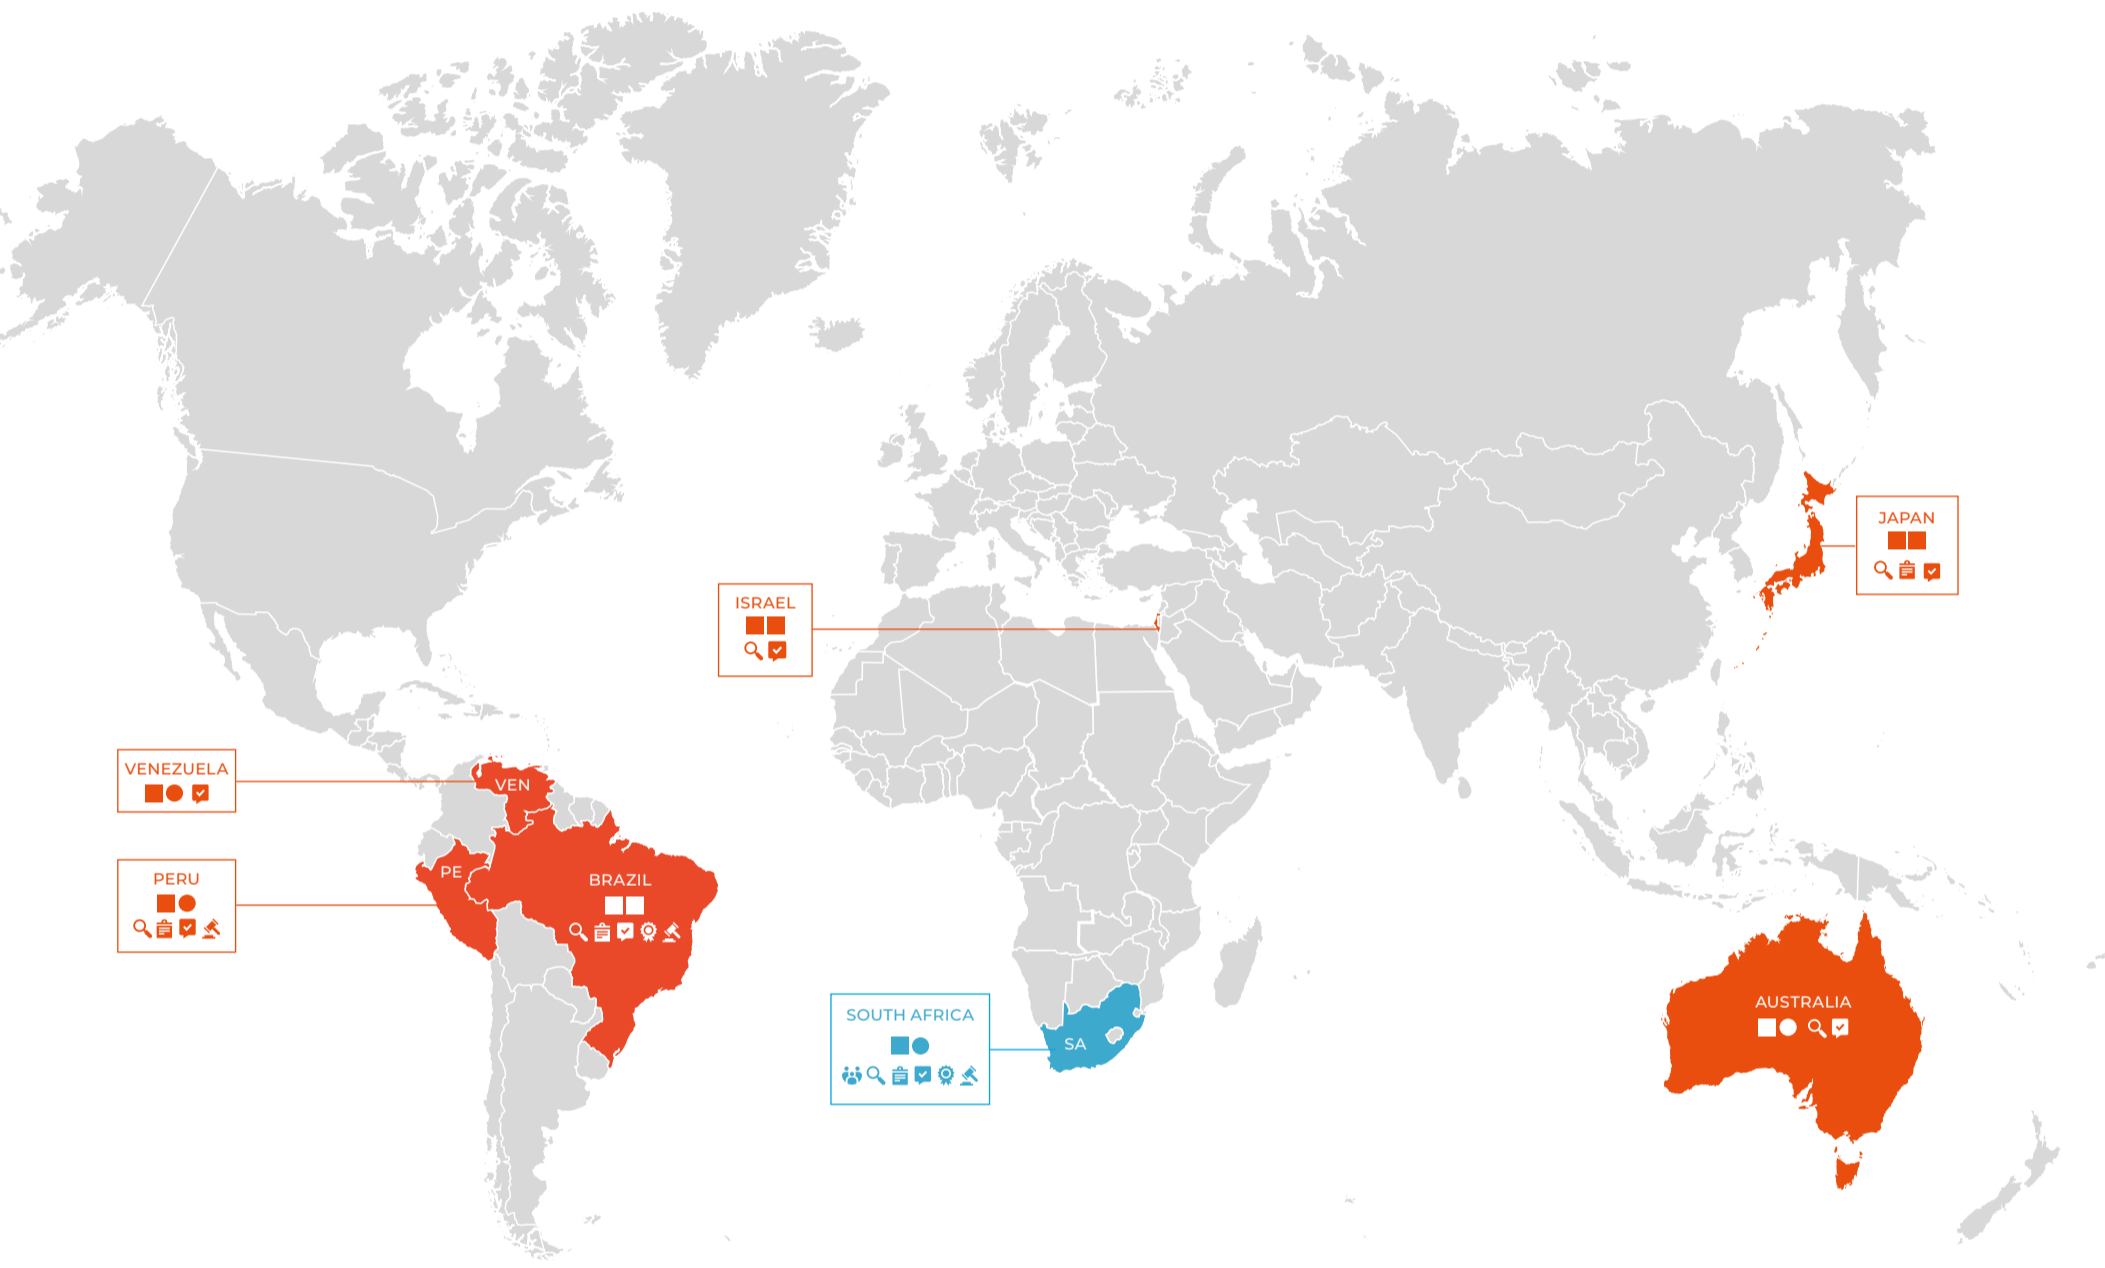 JAPAN
ISRAEL
VENEZUELA
VEN
PERU
PE
BRAZIL
AUSTRALIA
SOUTH AFRICA
SA